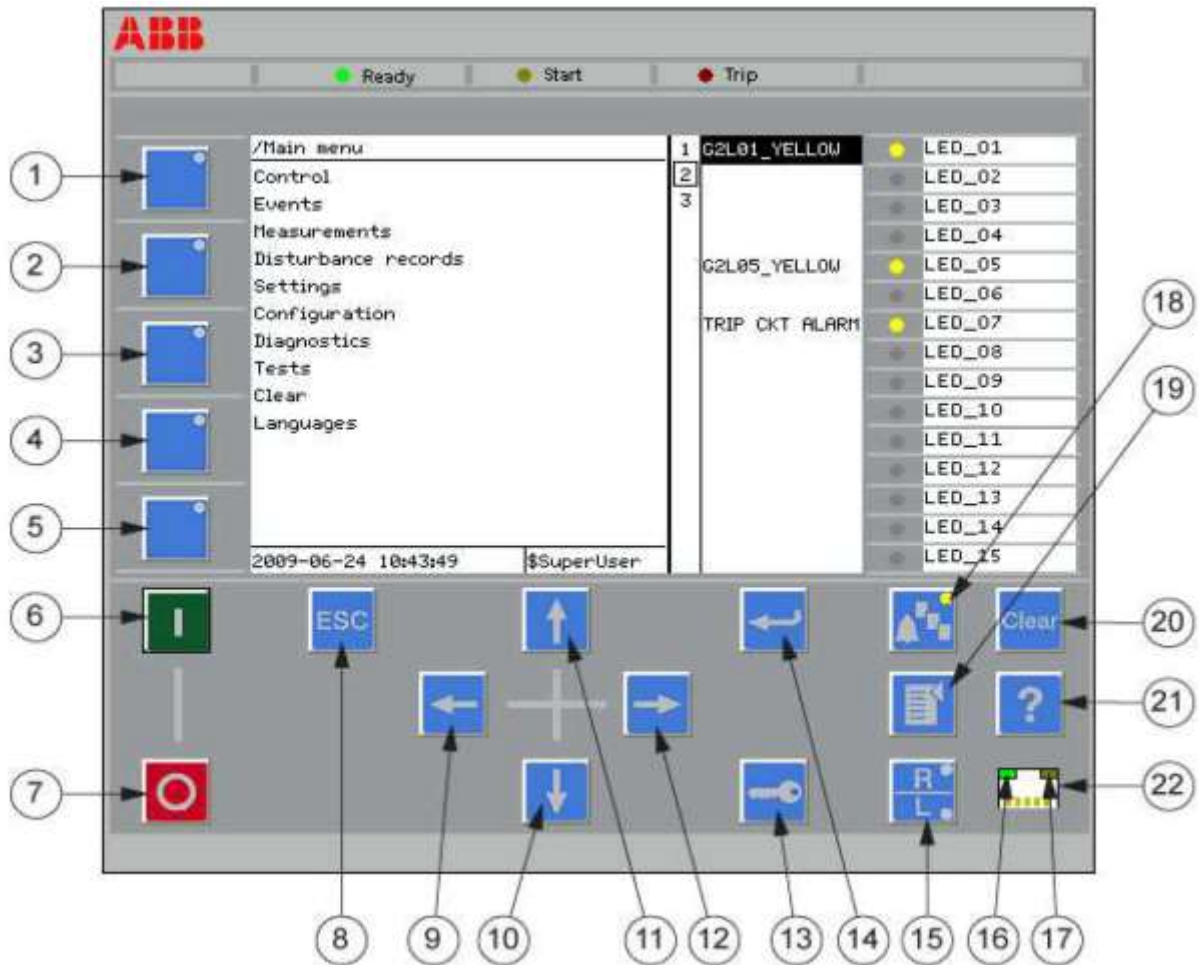 ABB
Ready Start Trip
/Main menu
Control
Events
Measurements
Disturbance records
Settings
Configuration
Diagnostics
Tests
Clear
Languages
2009-06-24 10:43:49 $SuperUser
1
2
3
G2L01_YELLOW
G2L05_YELLOW
TRIP CKT ALARM
LED_01
LED_02
LED_03
LED_04
LED_05
LED_06
LED_07
LED_08
LED_09
LED_10
LED_11
LED_12
LED_13
LED_14
LED_15
ESC
Clear
?
R
L
1
2
3
4
5
6
7
8
9
10
11
12
13
14
15
16
17
18
19
20
21
22